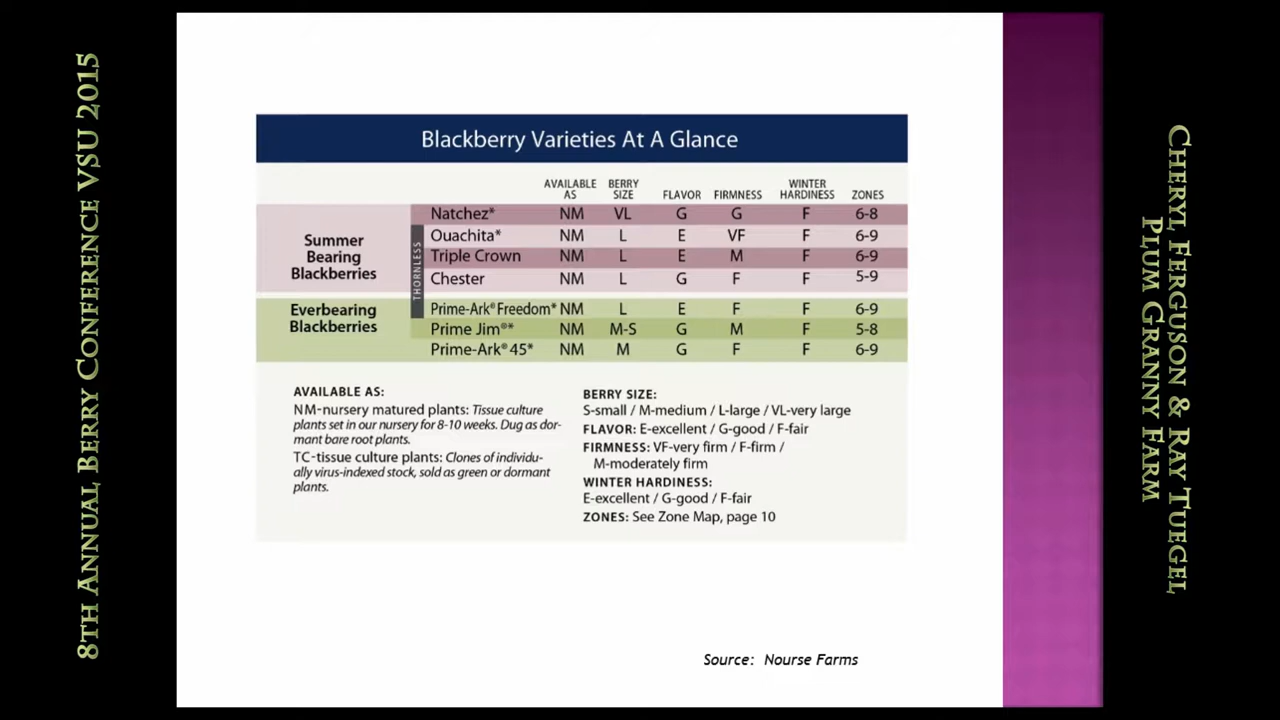 8TH ANNUAL BERRY CONFERENCE VSU 2015
Blackberry Varieties At A Glance
AVAILABLE AS BERRY SIZE FLAVOR FIRMNESS WINTER HARDINESS ZONES
Summer Bearing Blackberries
THORNLESS
Natchez* NM VL G G F 6-8
Ouachita* NM L E VF F 6-9
Triple Crown NM L E M F 6-9
Chester NM L G F F 5-9
Everbearing Blackberries
Prime-Ark® Freedom* NM L E F F 6-9
Prime Jim®* NM M-S G M F 5-8
Prime-Ark® 45* NM M G F F 6-9
AVAILABLE AS:
NM-nursery matured plants: Tissue culture
plants set in our nursery for 8-10 weeks. Dug as dor-
mant bare root plants.
TC-tissue culture plants: Clones of individu-
ally virus-indexed stock, sold as green or dormant
plants.
BERRY SIZE:
S-small / M-medium / L-large / VL-very large
FLAVOR: E-excellent / G-good / F-fair
FIRMNESS: VF-very firm / F-firm /
M-moderately firm
WINTER HARDINESS:
E-excellent / G-good / F-fair
ZONES: See Zone Map, page 10
Source: Nourse Farms
CHERYL FERGUSON & RAY TUEGEL
PLUM GRANNY FARM